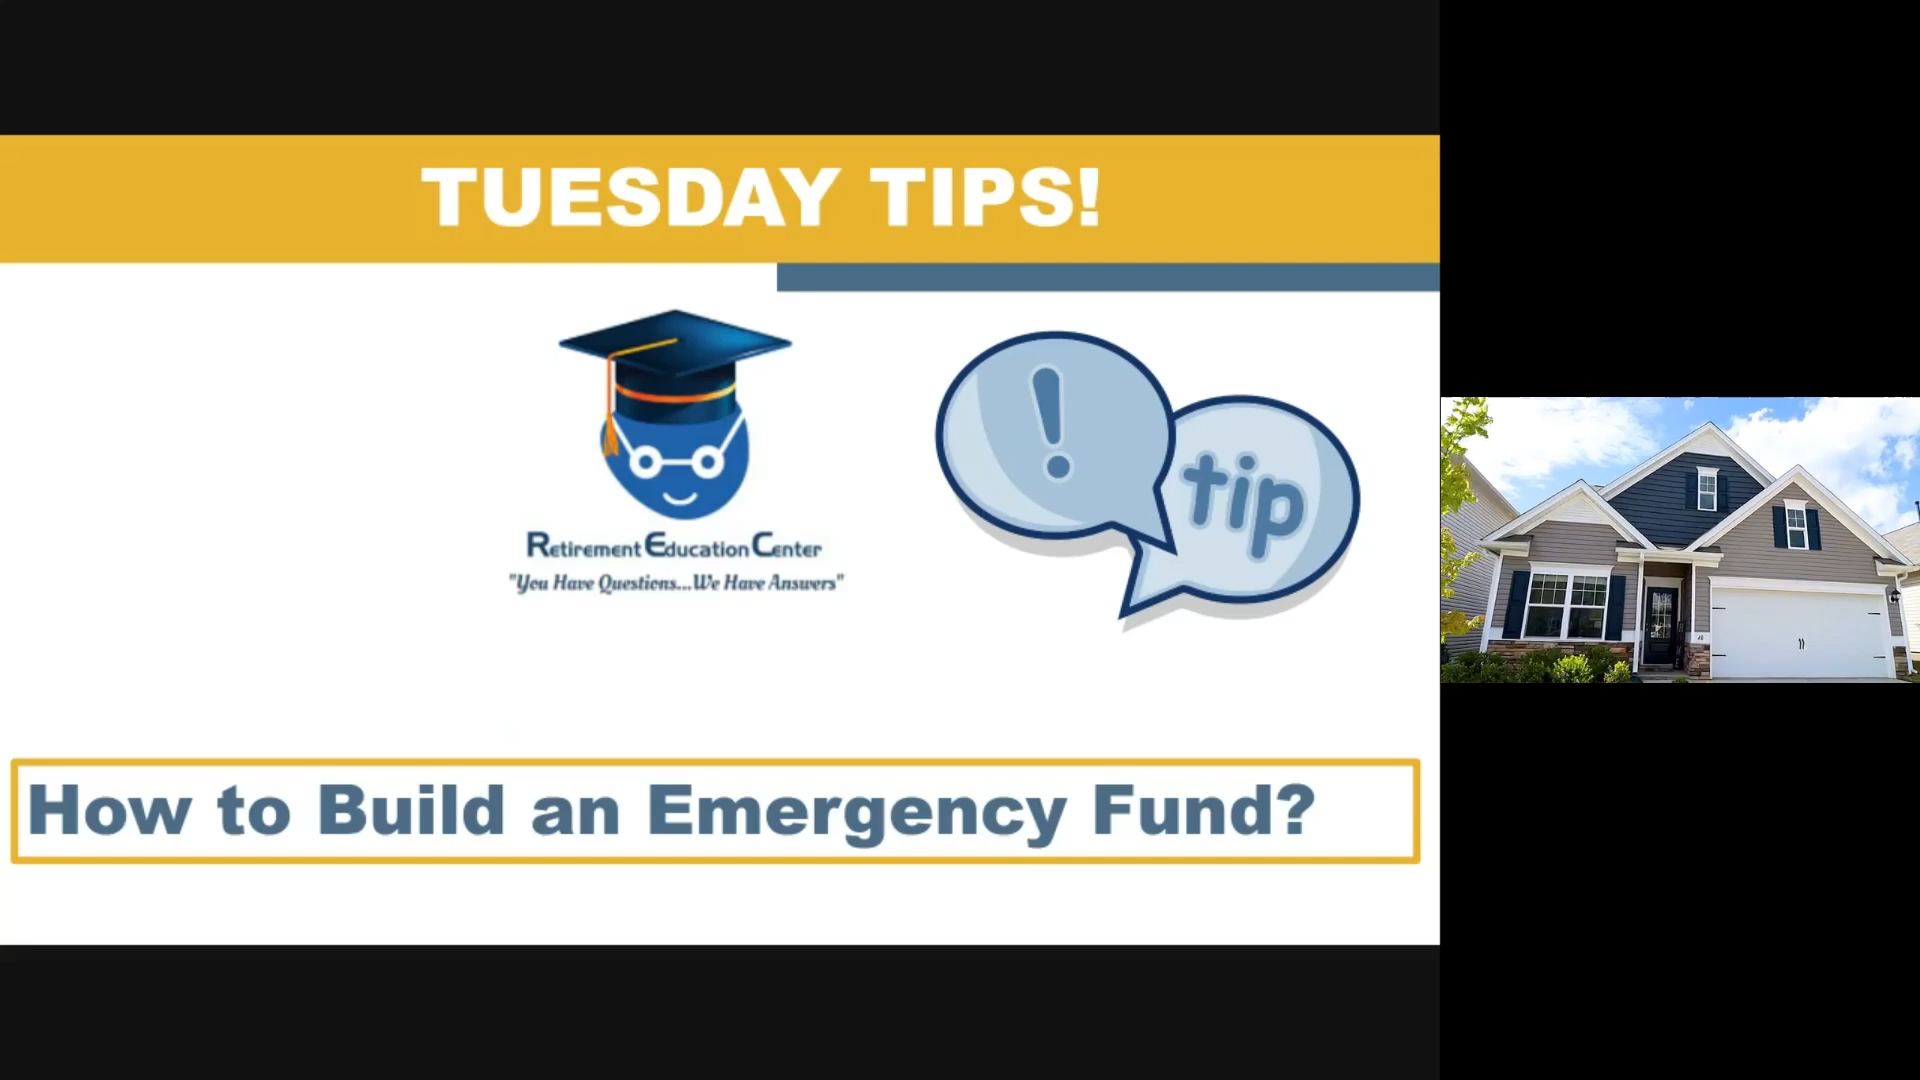 TUESDAY TIPS!
!
tip
Retirement Education Center
"You Have Questions...We Have Answers"
How to Build an Emergency Fund?